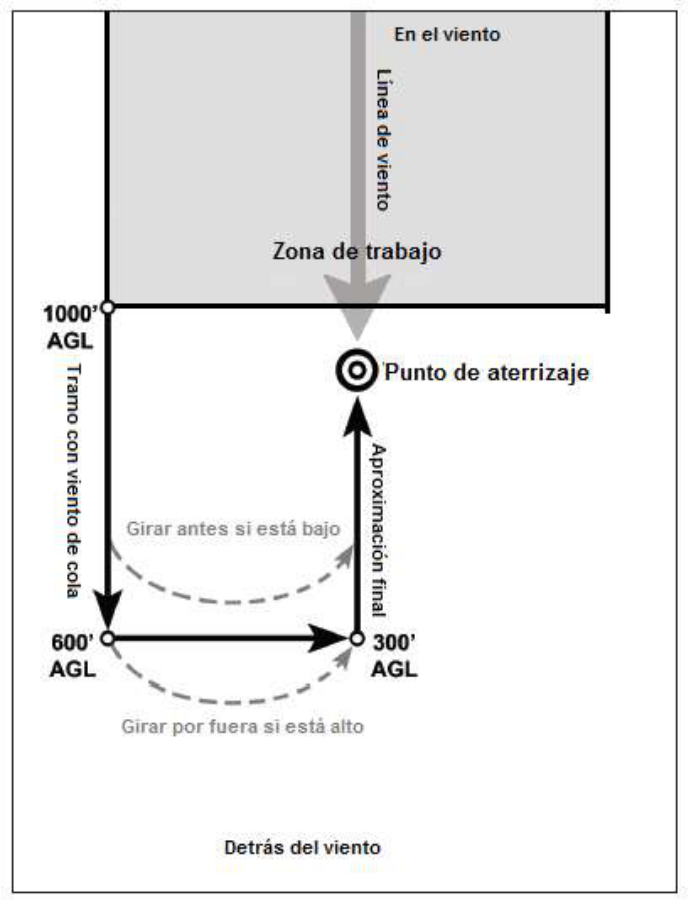 En el viento
Línea de viento
Zona de trabajo
1000'
AGL
Punto de aterrizaje
Tramo con viento de cola
Aproximación final
Girar antes si está bajo
600'
AGL
300'
AGL
Girar por fuera si está alto
Detrás del viento